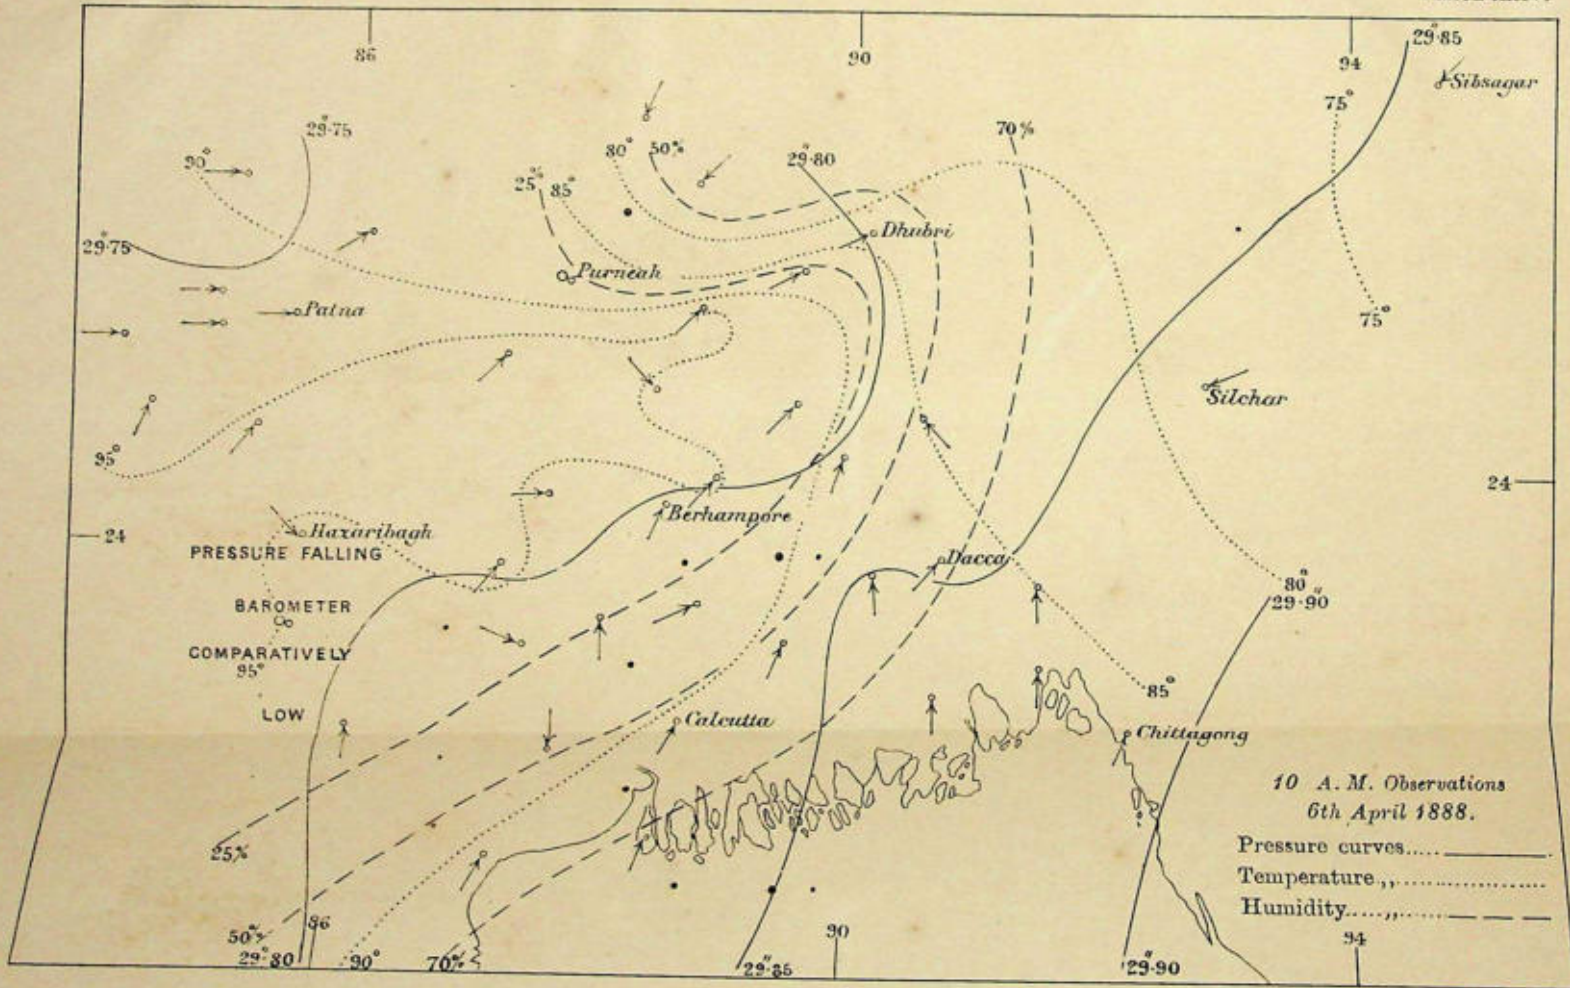 86
90
94
29"·85
Sibsagar
75°
29"·75
70%
90°
80°
50%
29"·80
25%
85°
29"·75
Dhubri
Purneah
Patna
75°
Silchar
95°
24
Berhampore
24
Hazaribagh
PRESSURE FALLING
Dacca
80°
29"·90
BAROMETER
COMPARATIVELY
95°
85°
LOW
Calcutta
Chittagong
10 A.M. Observations
6th April 1888.
Pressure curves.....
Temperature ,,
Humidity.....,,
25%
86
50%
29"·80
90°
70%
90
29"·85
94
29"·90